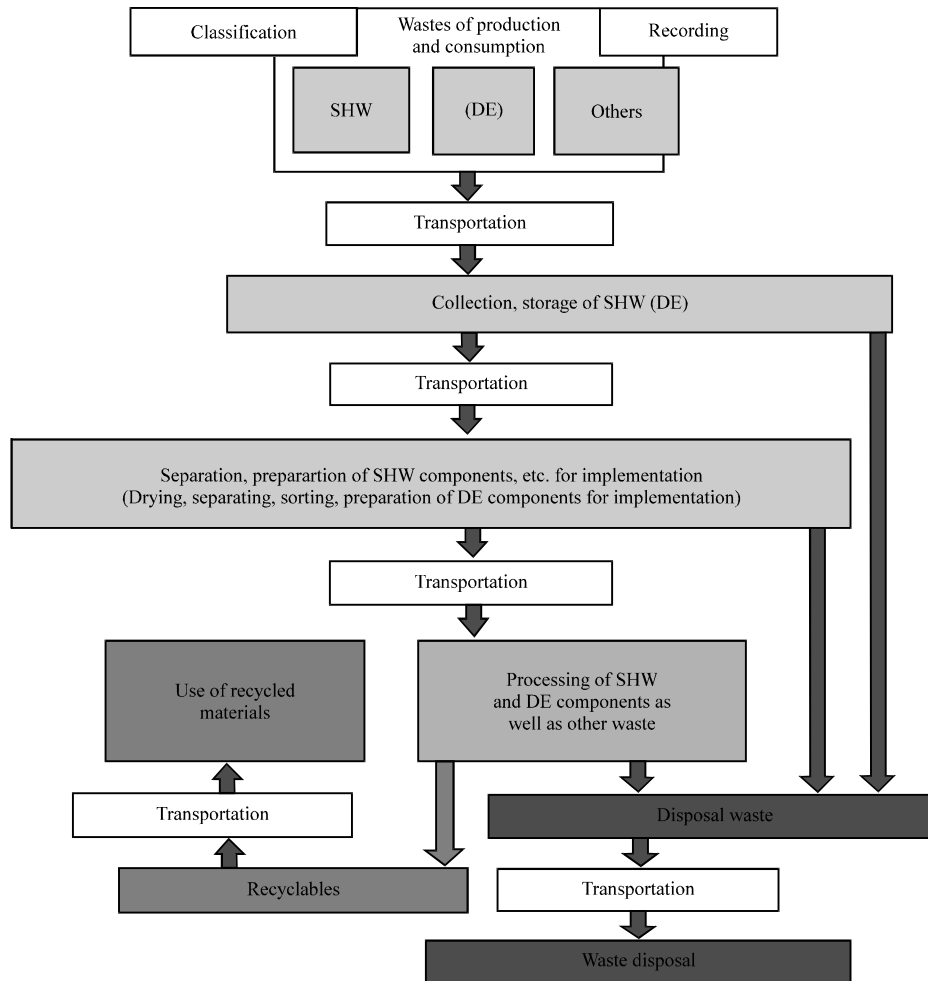 Classification
Wastes of production
and consumption
Recording
SHW
(DE)
Others
Transportation
Collection, storage of SHW (DE)
Transportation
Separation, preparartion of SHW components, etc. for implementation
(Drying, separating, sorting, preparation of DE components for implementation)
Transportation
Use of recycled
materials
Processing of SHW
and DE components as
well as other waste
Transportation
Disposal waste
Recyclables
Transportation
Waste disposal